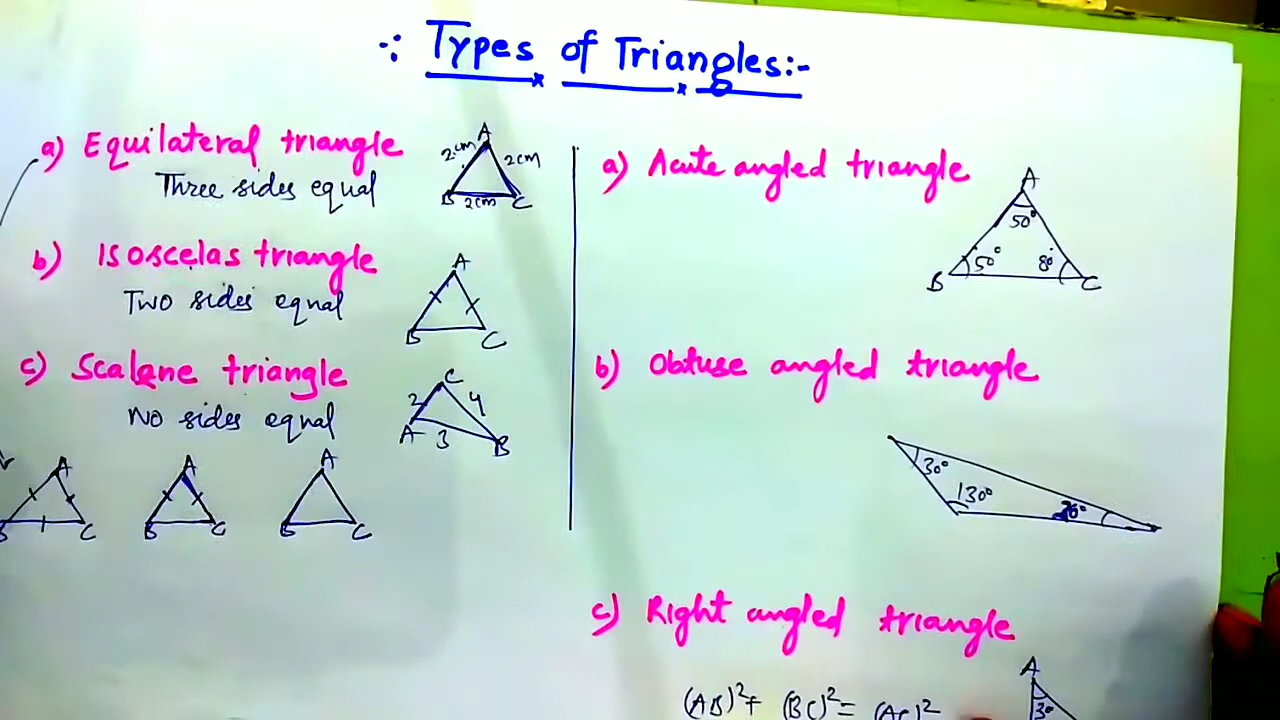 ∴ Types of Triangles:-
a) Equilateral triangle
Three sides equal
A
2cm 2cm
B 2cm C
b) Isoscelas triangle
Two sides equal
A
B C
c) Scalane triangle
No sides equal
C
2 4
A 3 B
A A A
B C B C B C
a) Acute angled triangle
A
50°
B 50° 80 C
b) Obtuse angled triangle
30°
130° 20°
c) Right angled triangle
A
(AB)²+ (BC)²= (AC)²